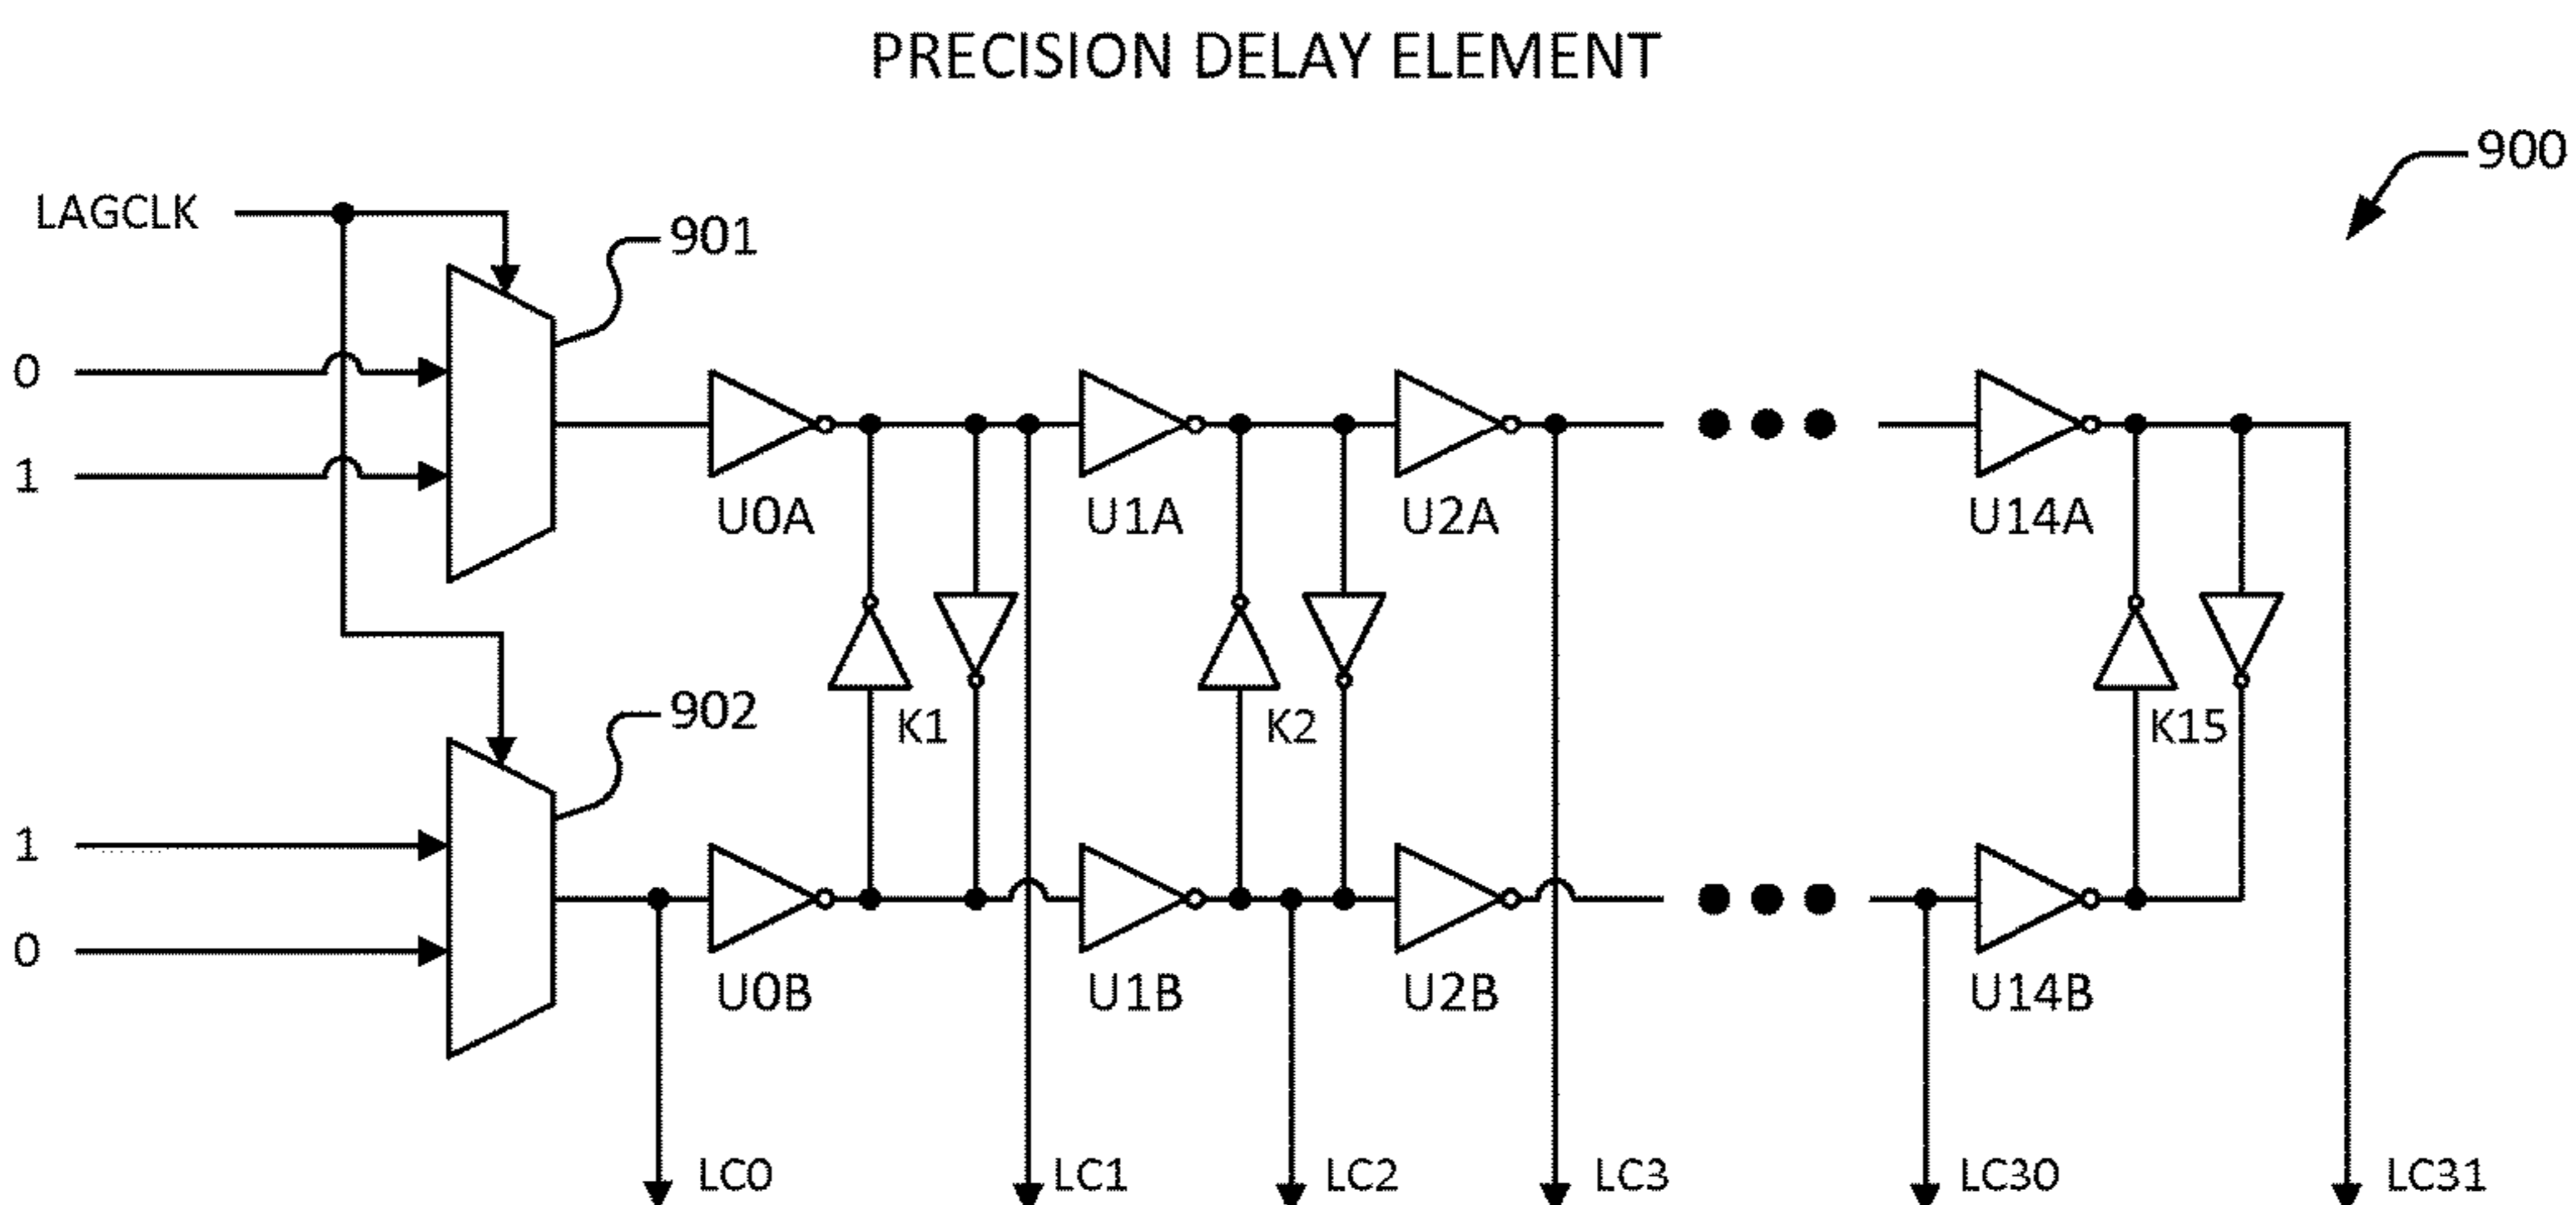 PRECISION DELAY ELEMENT
900
LAGCLK
901
0
1
U0A
U1A
U2A
U14A
902
K1
K2
K15
1
0
U0B
U1B
U2B
U14B
LC0
LC1
LC2
LC3
LC30
LC31